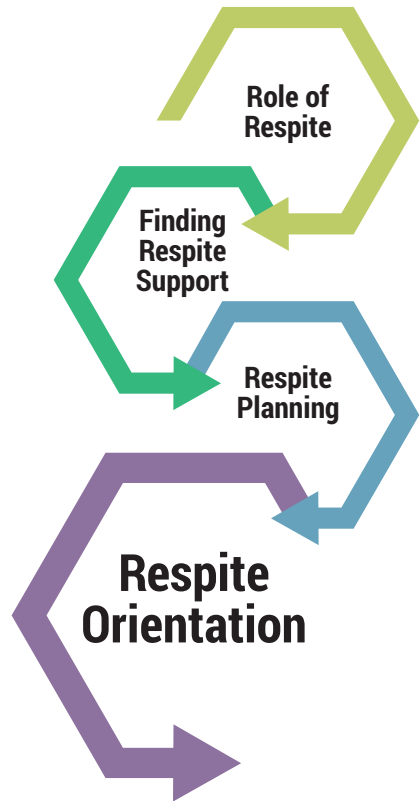 Role of
Respite
Finding
Respite
Support
Respite
Planning
Respite
Orientation